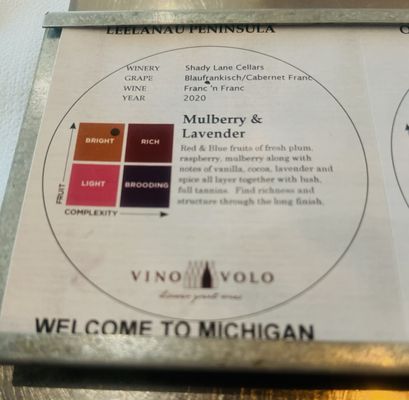 LEELANAU PENINSULA
WINERY Shady Lane Cellars
GRAPE Blaufrankisch/Cabernet Franc
WINE Franc 'n Franc
YEAR 2020
Mulberry &
Lavender
Red & Blue fruits of fresh plum,
raspberry, mulberry along with
notes of vanilla, cocoa, lavender and
spice all layer together with lush,
full tannins. Find richness and
structure through the long finish.
BRIGHT RICH
LIGHT BROODING
FRUIT
COMPLEXITY
VINO VOLO
WELCOME TO MICHIGAN